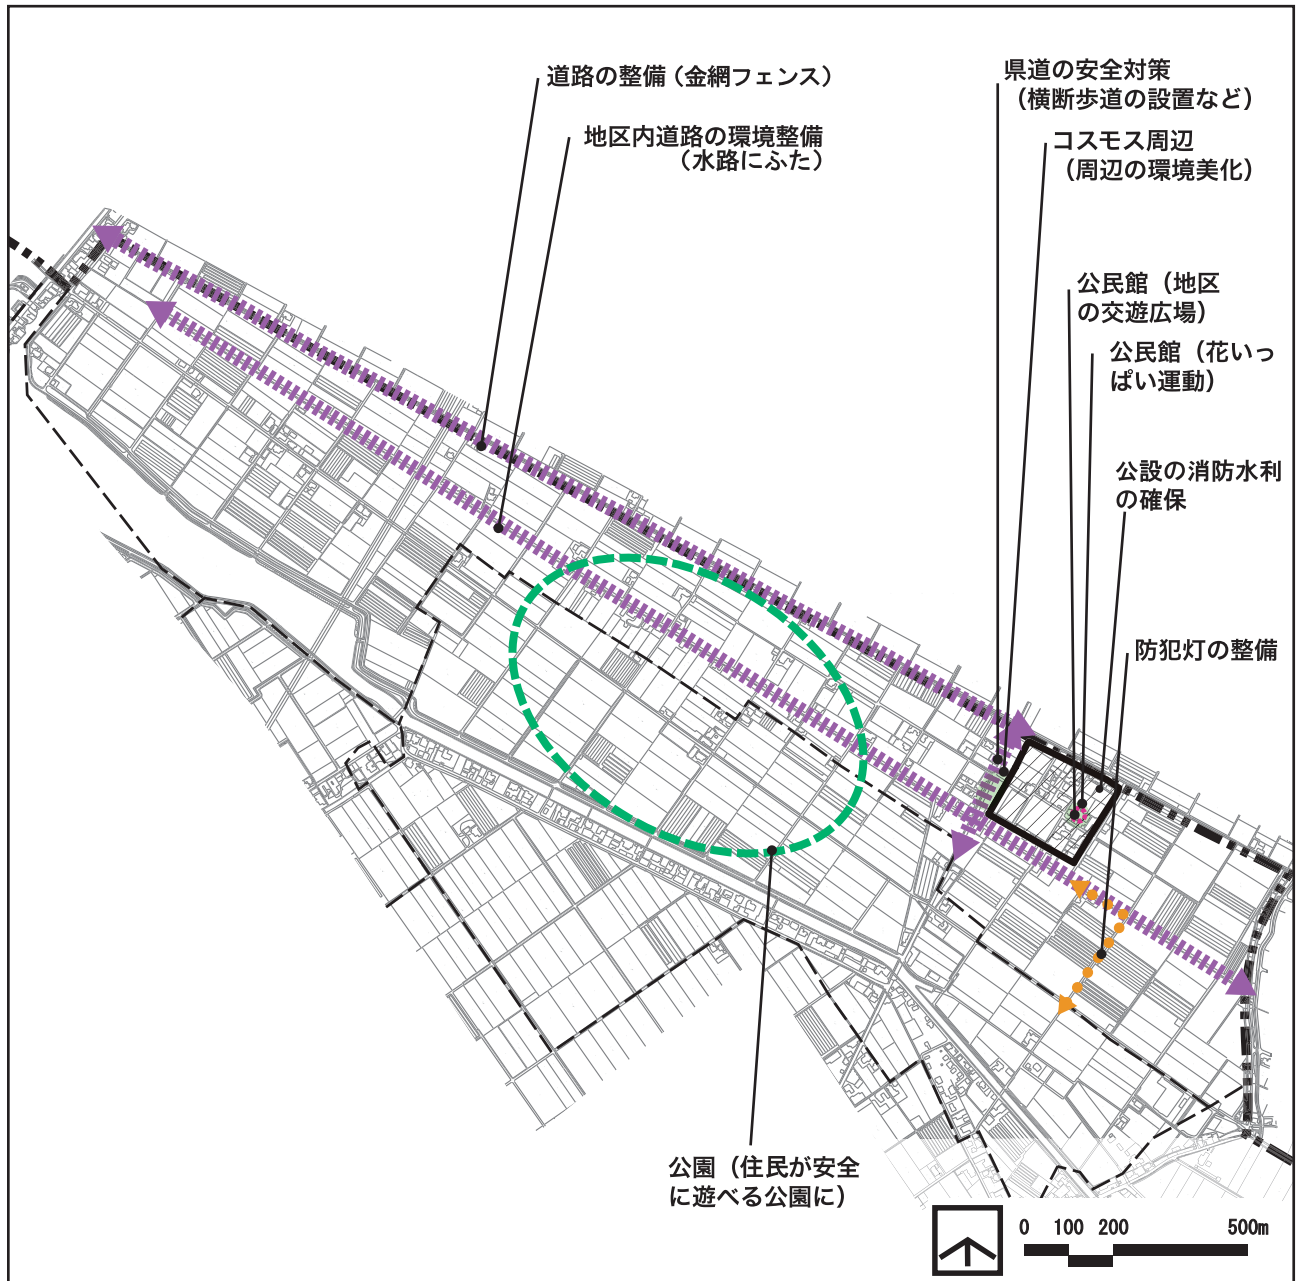 道路の整備（金網フェンス）
地区内道路の環境整備
（水路にふた）
県道の安全対策
（横断歩道の設置など）
コスモス周辺
（周辺の環境美化）
公民館（地区
の交遊広場）
公民館（花いっ
ぱい運動）
公設の消防水利
の確保
防犯灯の整備
公園（住民が安全
に遊べる公園に）
0 100 200 500m